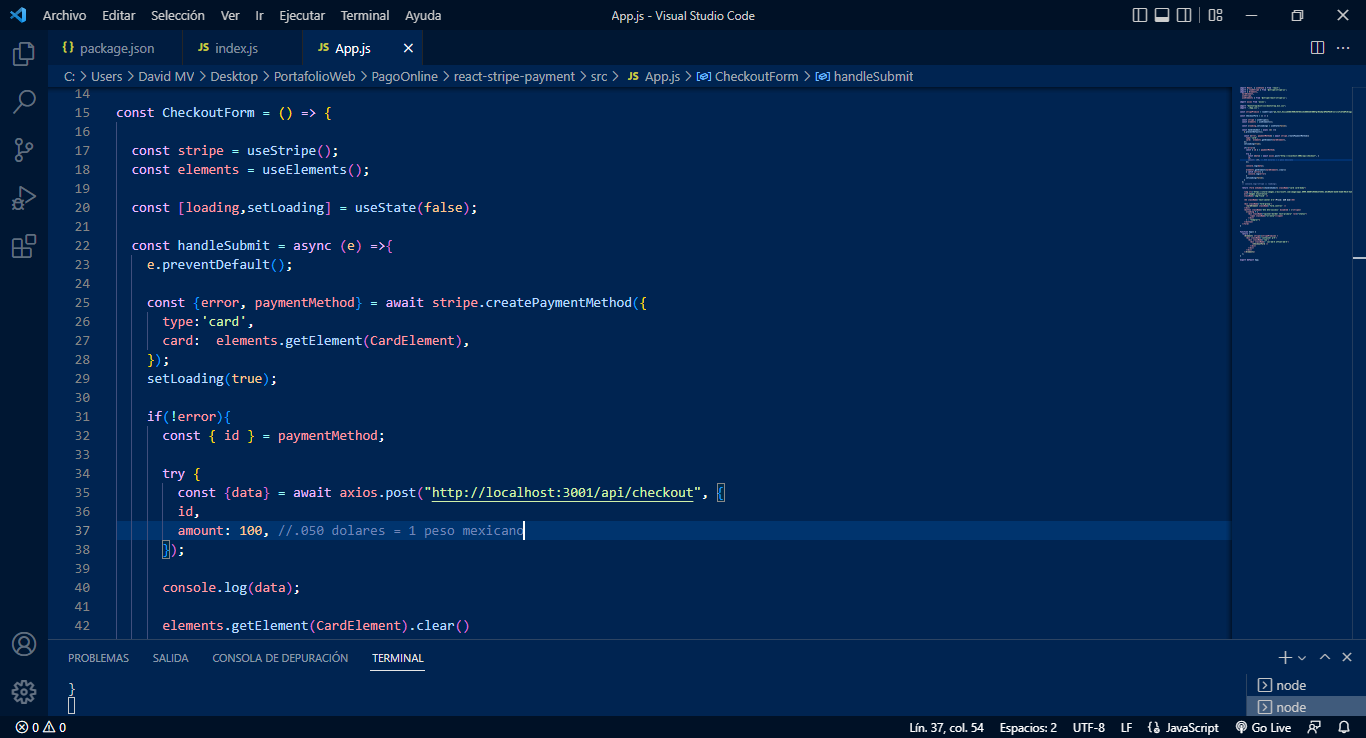 Archivo Editar Selección Ver Ir Ejecutar Terminal Ayuda App.js - Visual Studio Code
{} package.json JS index.js JS App.js
C: > Users > David MV > Desktop > PortafolioWeb > PagoOnline > react-stripe-payment > src > JS App.js > CheckoutForm > handleSubmit
14
15 const CheckoutForm = () => {
16
17 const stripe = useStripe();
18 const elements = useElements();
19
20 const [loading,setLoading] = useState(false);
21
22 const handleSubmit = async (e) =>{
23 e.preventDefault();
24
25 const {error, paymentMethod} = await stripe.createPaymentMethod({
26 type:'card',
27 card:  elements.getElement(CardElement),
28 });
29 setLoading(true);
30
31 if(!error){
32 const { id } = paymentMethod;
33
34 try {
35 const {data} = await axios.post("http://localhost:3001/api/checkout", {
36 id,
37 amount: 100, //.050 dolares = 1 peso mexicano
38 });
39
40 console.log(data);
41
42 elements.getElement(CardElement).clear()
PROBLEMAS SALIDA CONSOLA DE DEPURACIÓN TERMINAL
}
node
node
0 0 Lín. 37, col. 54 Espacios: 2 UTF-8 LF {} JavaScript Go Live